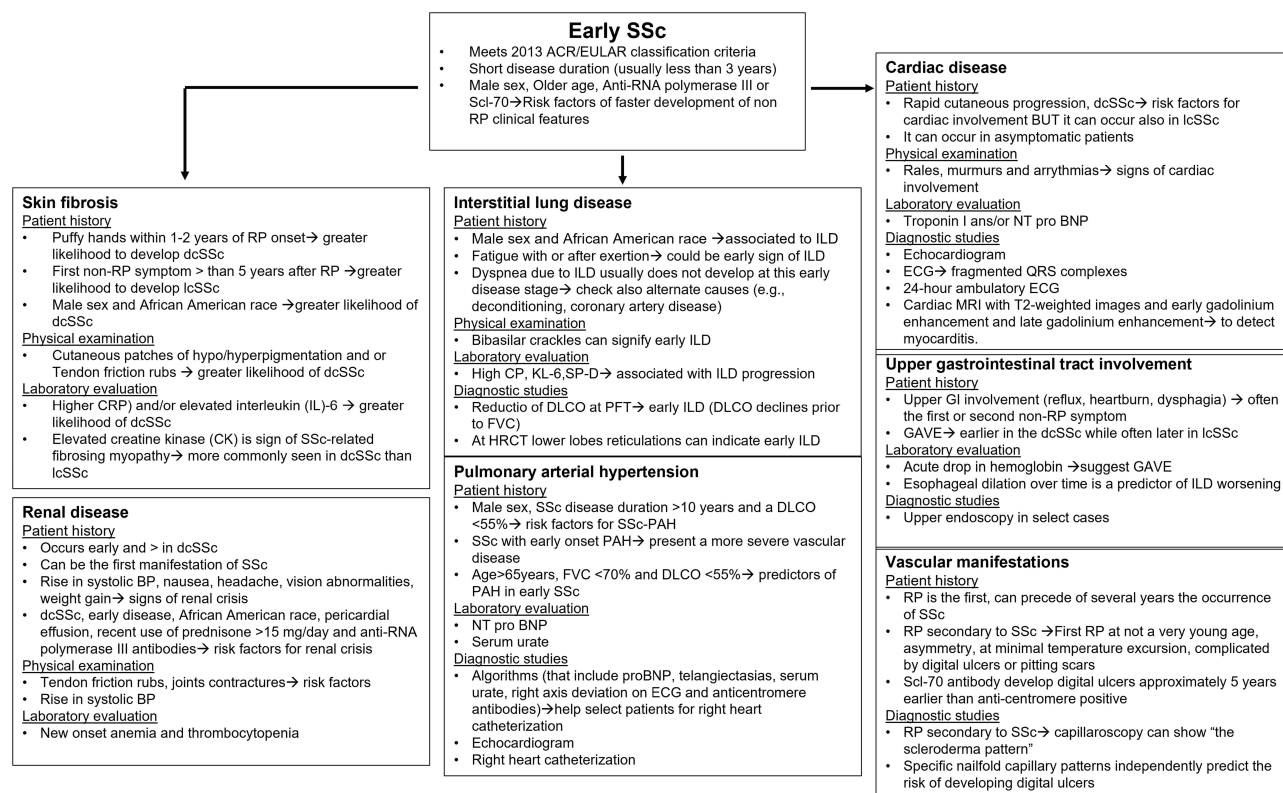 Early SSc
• Meets 2013 ACR/EULAR classification criteria
• Short disease duration (usually less than 3 years)
• Male sex, Older age, Anti-RNA polymerase III or
Scl-70→Risk factors of faster development of non
RP clinical features
Skin fibrosis
Patient history
• Puffy hands within 1-2 years of RP onset→ greater
likelihood to develop dcSSc
• First non-RP symptom > than 5 years after RP →greater
likelihood to develop lcSSc
• Male sex and African American race →greater likelihood of
dcSSc
Physical examination
• Cutaneous patches of hypo/hyperpigmentation and or
Tendon friction rubs → greater likelihood of dcSSc
Laboratory evaluation
• Higher CRP) and/or elevated interleukin (IL)-6 → greater
likelihood of dcSSc
• Elevated creatine kinase (CK) is sign of SSc-related
fibrosing myopathy→ more commonly seen in dcSSc than
lcSSc
Renal disease
Patient history
• Occurs early and > in dcSSc
• Can be the first manifestation of SSc
• Rise in systolic BP, nausea, headache, vision abnormalities,
weight gain→ signs of renal crisis
• dcSSc, early disease, African American race, pericardial
effusion, recent use of prednisone >15 mg/day and anti-RNA
polymerase III antibodies→ risk factors for renal crisis
Physical examination
• Tendon friction rubs, joints contractures→ risk factors
• Rise in systolic BP
Laboratory evaluation
• New onset anemia and thrombocytopenia
Interstitial lung disease
Patient history
• Male sex and African American race →associated to ILD
• Fatigue with or after exertion→ could be early sign of ILD
• Dyspnea due to ILD usually does not develop at this early
disease stage→ check also alternate causes (e.g.,
deconditioning, coronary artery disease)
Physical examination
• Bibasilar crackles can signify early ILD
Laboratory evaluation
• High CP, KL-6,SP-D→ associated with ILD progression
Diagnostic studies
• Reductio of DLCO at PFT→ early ILD (DLCO declines prior
to FVC)
• At HRCT lower lobes reticulations can indicate early ILD
Pulmonary arterial hypertension
Patient history
• Male sex, SSc disease duration >10 years and a DLCO
<55%→ risk factors for SSc-PAH
• SSc with early onset PAH→ present a more severe vascular
disease
• Age>65years, FVC <70% and DLCO <55%→ predictors of
PAH in early SSc
Laboratory evaluation
• NT pro BNP
• Serum urate
Diagnostic studies
• Algorithms (that include proBNP, telangiectasias, serum
urate, right axis deviation on ECG and anticentromere
antibodies)→help select patients for right heart
catheterization
• Echocardiogram
• Right heart catheterization
Cardiac disease
Patient history
• Rapid cutaneous progression, dcSSc→ risk factors for
cardiac involvement BUT it can occur also in lcSSc
• It can occur in asymptomatic patients
Physical examination
• Rales, murmurs and arrythmias→ signs of cardiac
involvement
Laboratory evaluation
• Troponin I ans/or NT pro BNP
Diagnostic studies
• Echocardiogram
• ECG→ fragmented QRS complexes
• 24-hour ambulatory ECG
• Cardiac MRI with T2-weighted images and early gadolinium
enhancement and late gadolinium enhancement→ to detect
myocarditis.
Upper gastrointestinal tract involvement
Patient history
• Upper GI involvement (reflux, heartburn, dysphagia) → often
the first or second non-RP symptom
• GAVE→ earlier in the dcSSc while often later in lcSSc
Laboratory evaluation
• Acute drop in hemoglobin →suggest GAVE
• Esophageal dilation over time is a predictor of ILD worsening
Diagnostic studies
• Upper endoscopy in select cases
Vascular manifestations
Patient history
• RP is the first, can precede of several years the occurrence
of SSc
• RP secondary to SSc →First RP at not a very young age,
asymmetry, at minimal temperature excursion, complicated
by digital ulcers or pitting scars
• Scl-70 antibody develop digital ulcers approximately 5 years
earlier than anti-centromere positive
Diagnostic studies
• RP secondary to SSc→ capillaroscopy can show “the
scleroderma pattern”
• Specific nailfold capillary patterns independently predict the
risk of developing digital ulcers